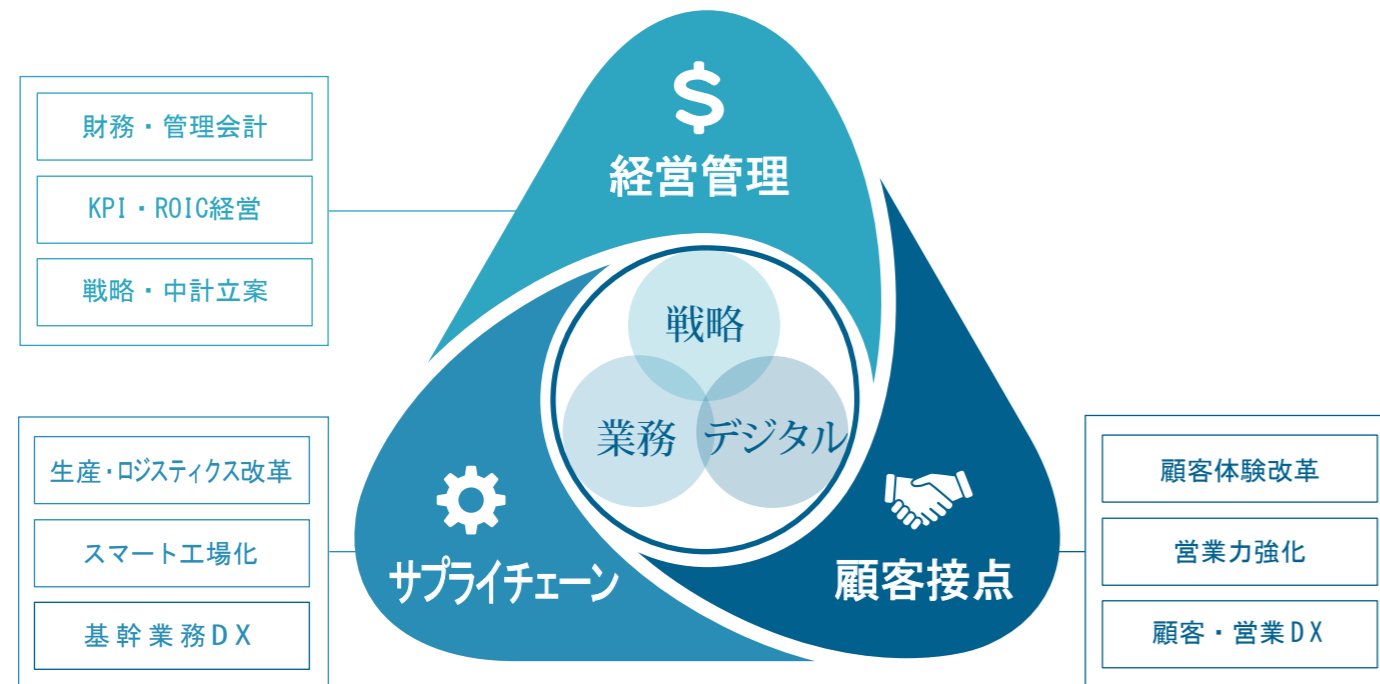 経営管理
財務・管理会計
KPI・ROIC経営
戦略・中計立案
戦略
業務
デジタル
サプライチェーン
生産・ロジスティクス改革
スマート工場化
基幹業務DX
顧客接点
顧客体験改革
営業力強化
顧客・営業DX